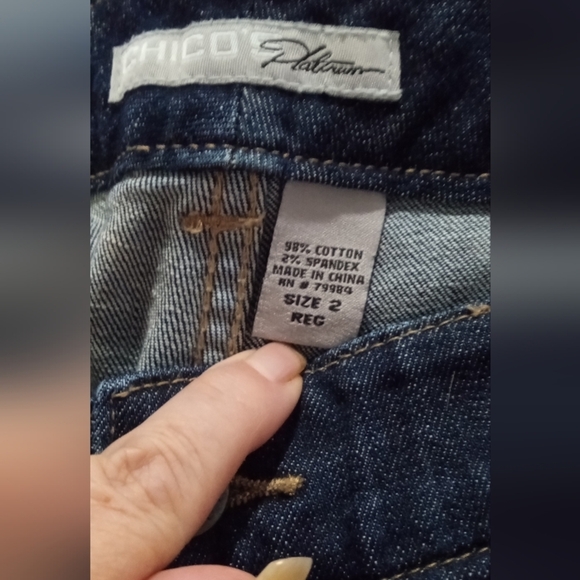 CHICO'S Platinum
98% COTTON
2% SPANDEX
MADE IN CHINA
RN # 79984
SIZE 2
REG